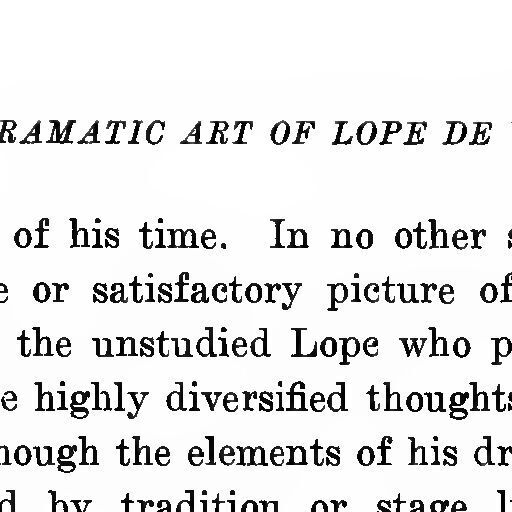 RAMATIC ART OF LOPE DE
of his time. In no other
e or satisfactory picture of
the unstudied Lope who p
e highly diversified thoughts
hough the elements of his dr
d by tradition or stage